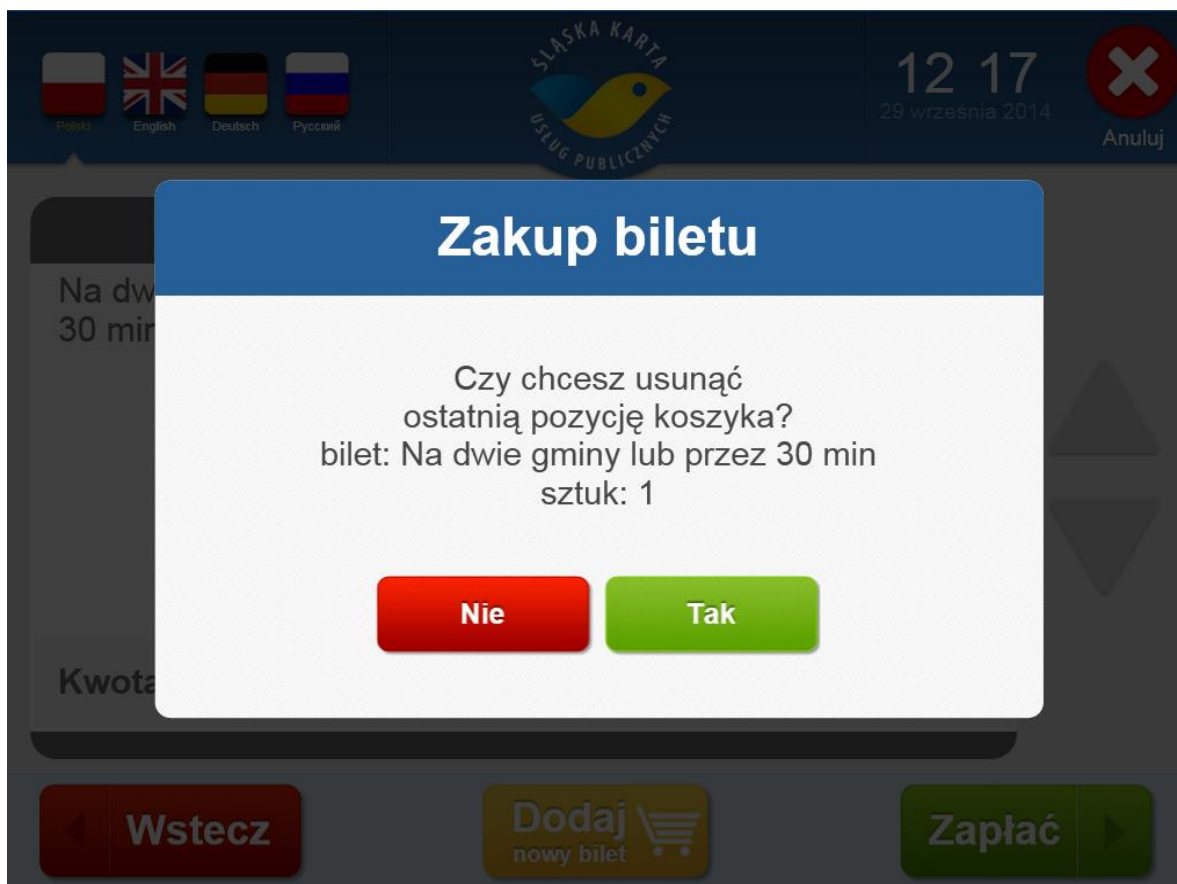 Polski English Deutsch Русский
ŚLĄSKA KARTA
USŁUG PUBLICZNYCH
12 17
29 września 2014
Anuluj
Zakup biletu
Na dw
30 min
Czy chcesz usunąć
ostatnią pozycję koszyka?
bilet: Na dwie gminy lub przez 30 min
sztuk: 1
Nie Tak
Kwota
Wstecz
Dodaj
nowy bilet
Zapłać